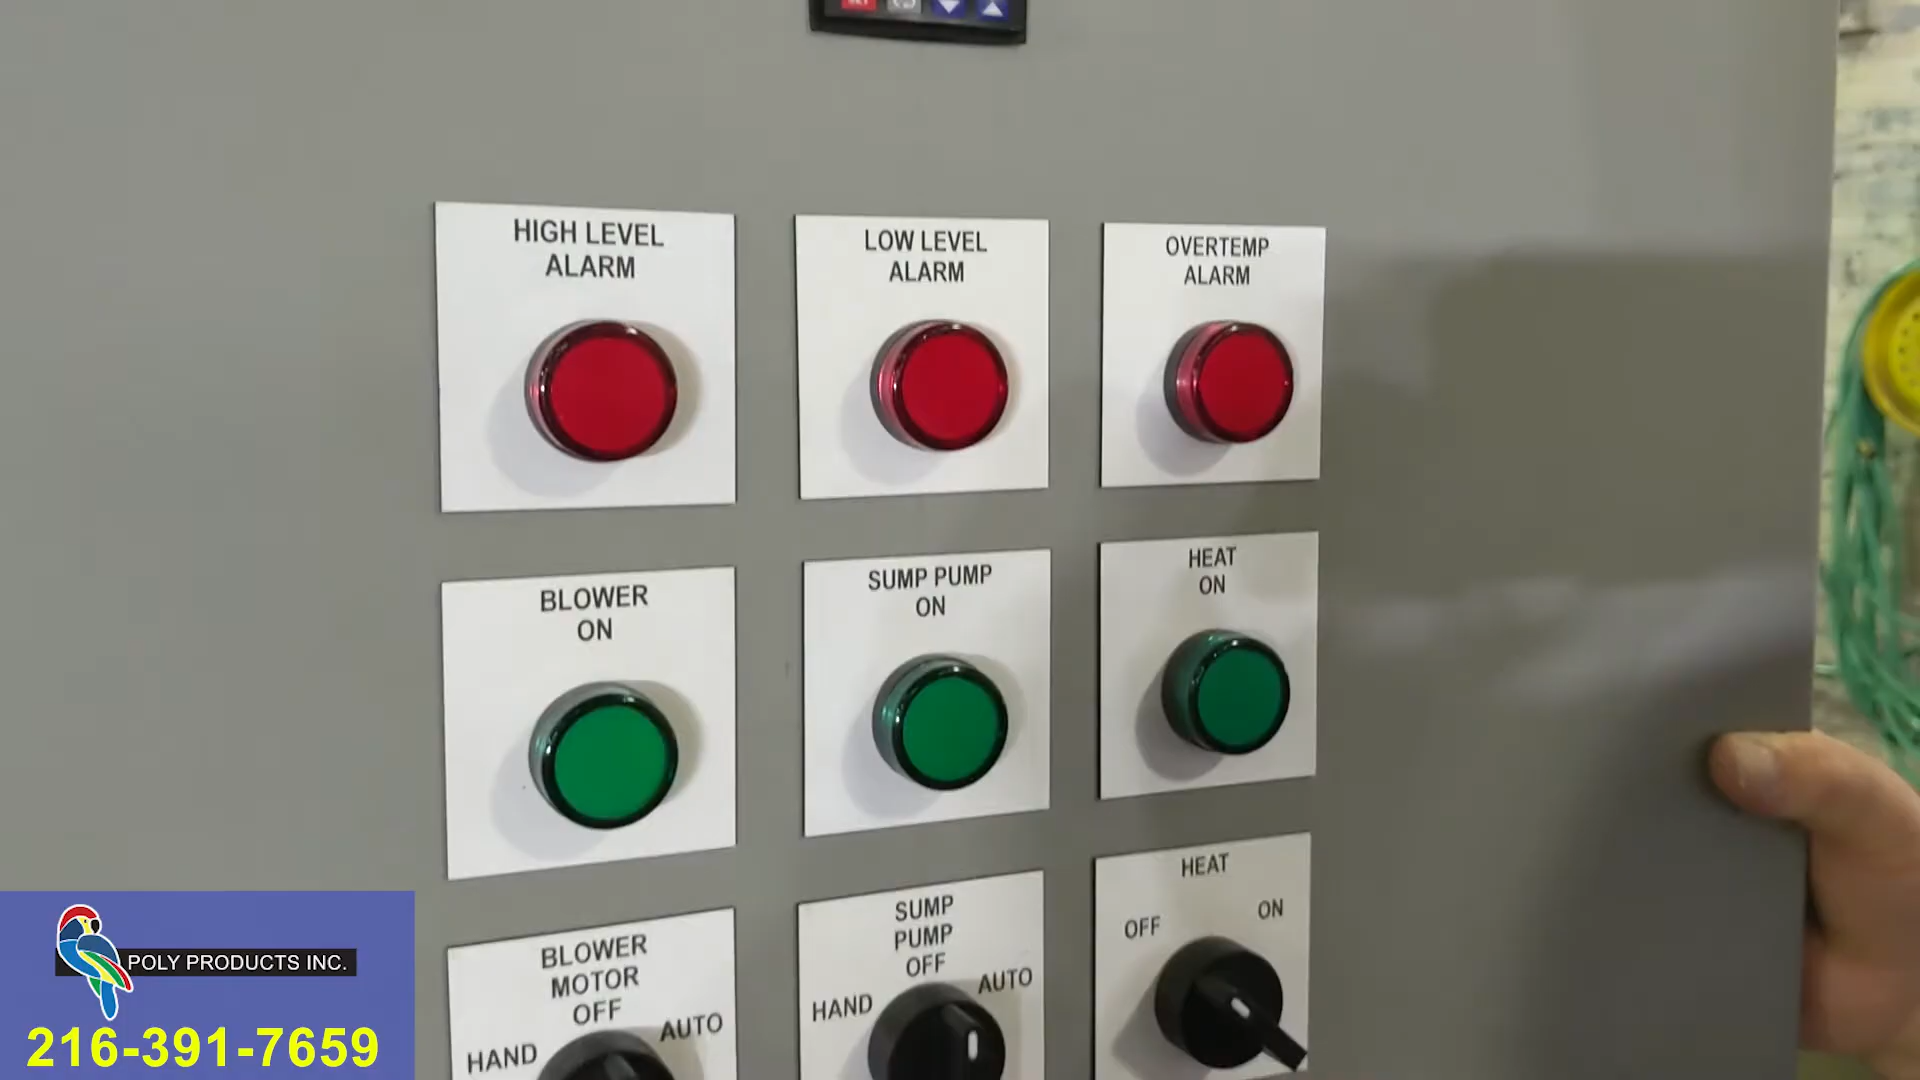 HIGH LEVEL
ALARM
LOW LEVEL
ALARM
OVERTEMP
ALARM
BLOWER
ON
SUMP PUMP
ON
HEAT
ON
BLOWER
MOTOR
OFF
HAND
AUTO
SUMP
PUMP
OFF
HAND
AUTO
HEAT
OFF
ON
POLY PRODUCTS INC.
216-391-7659